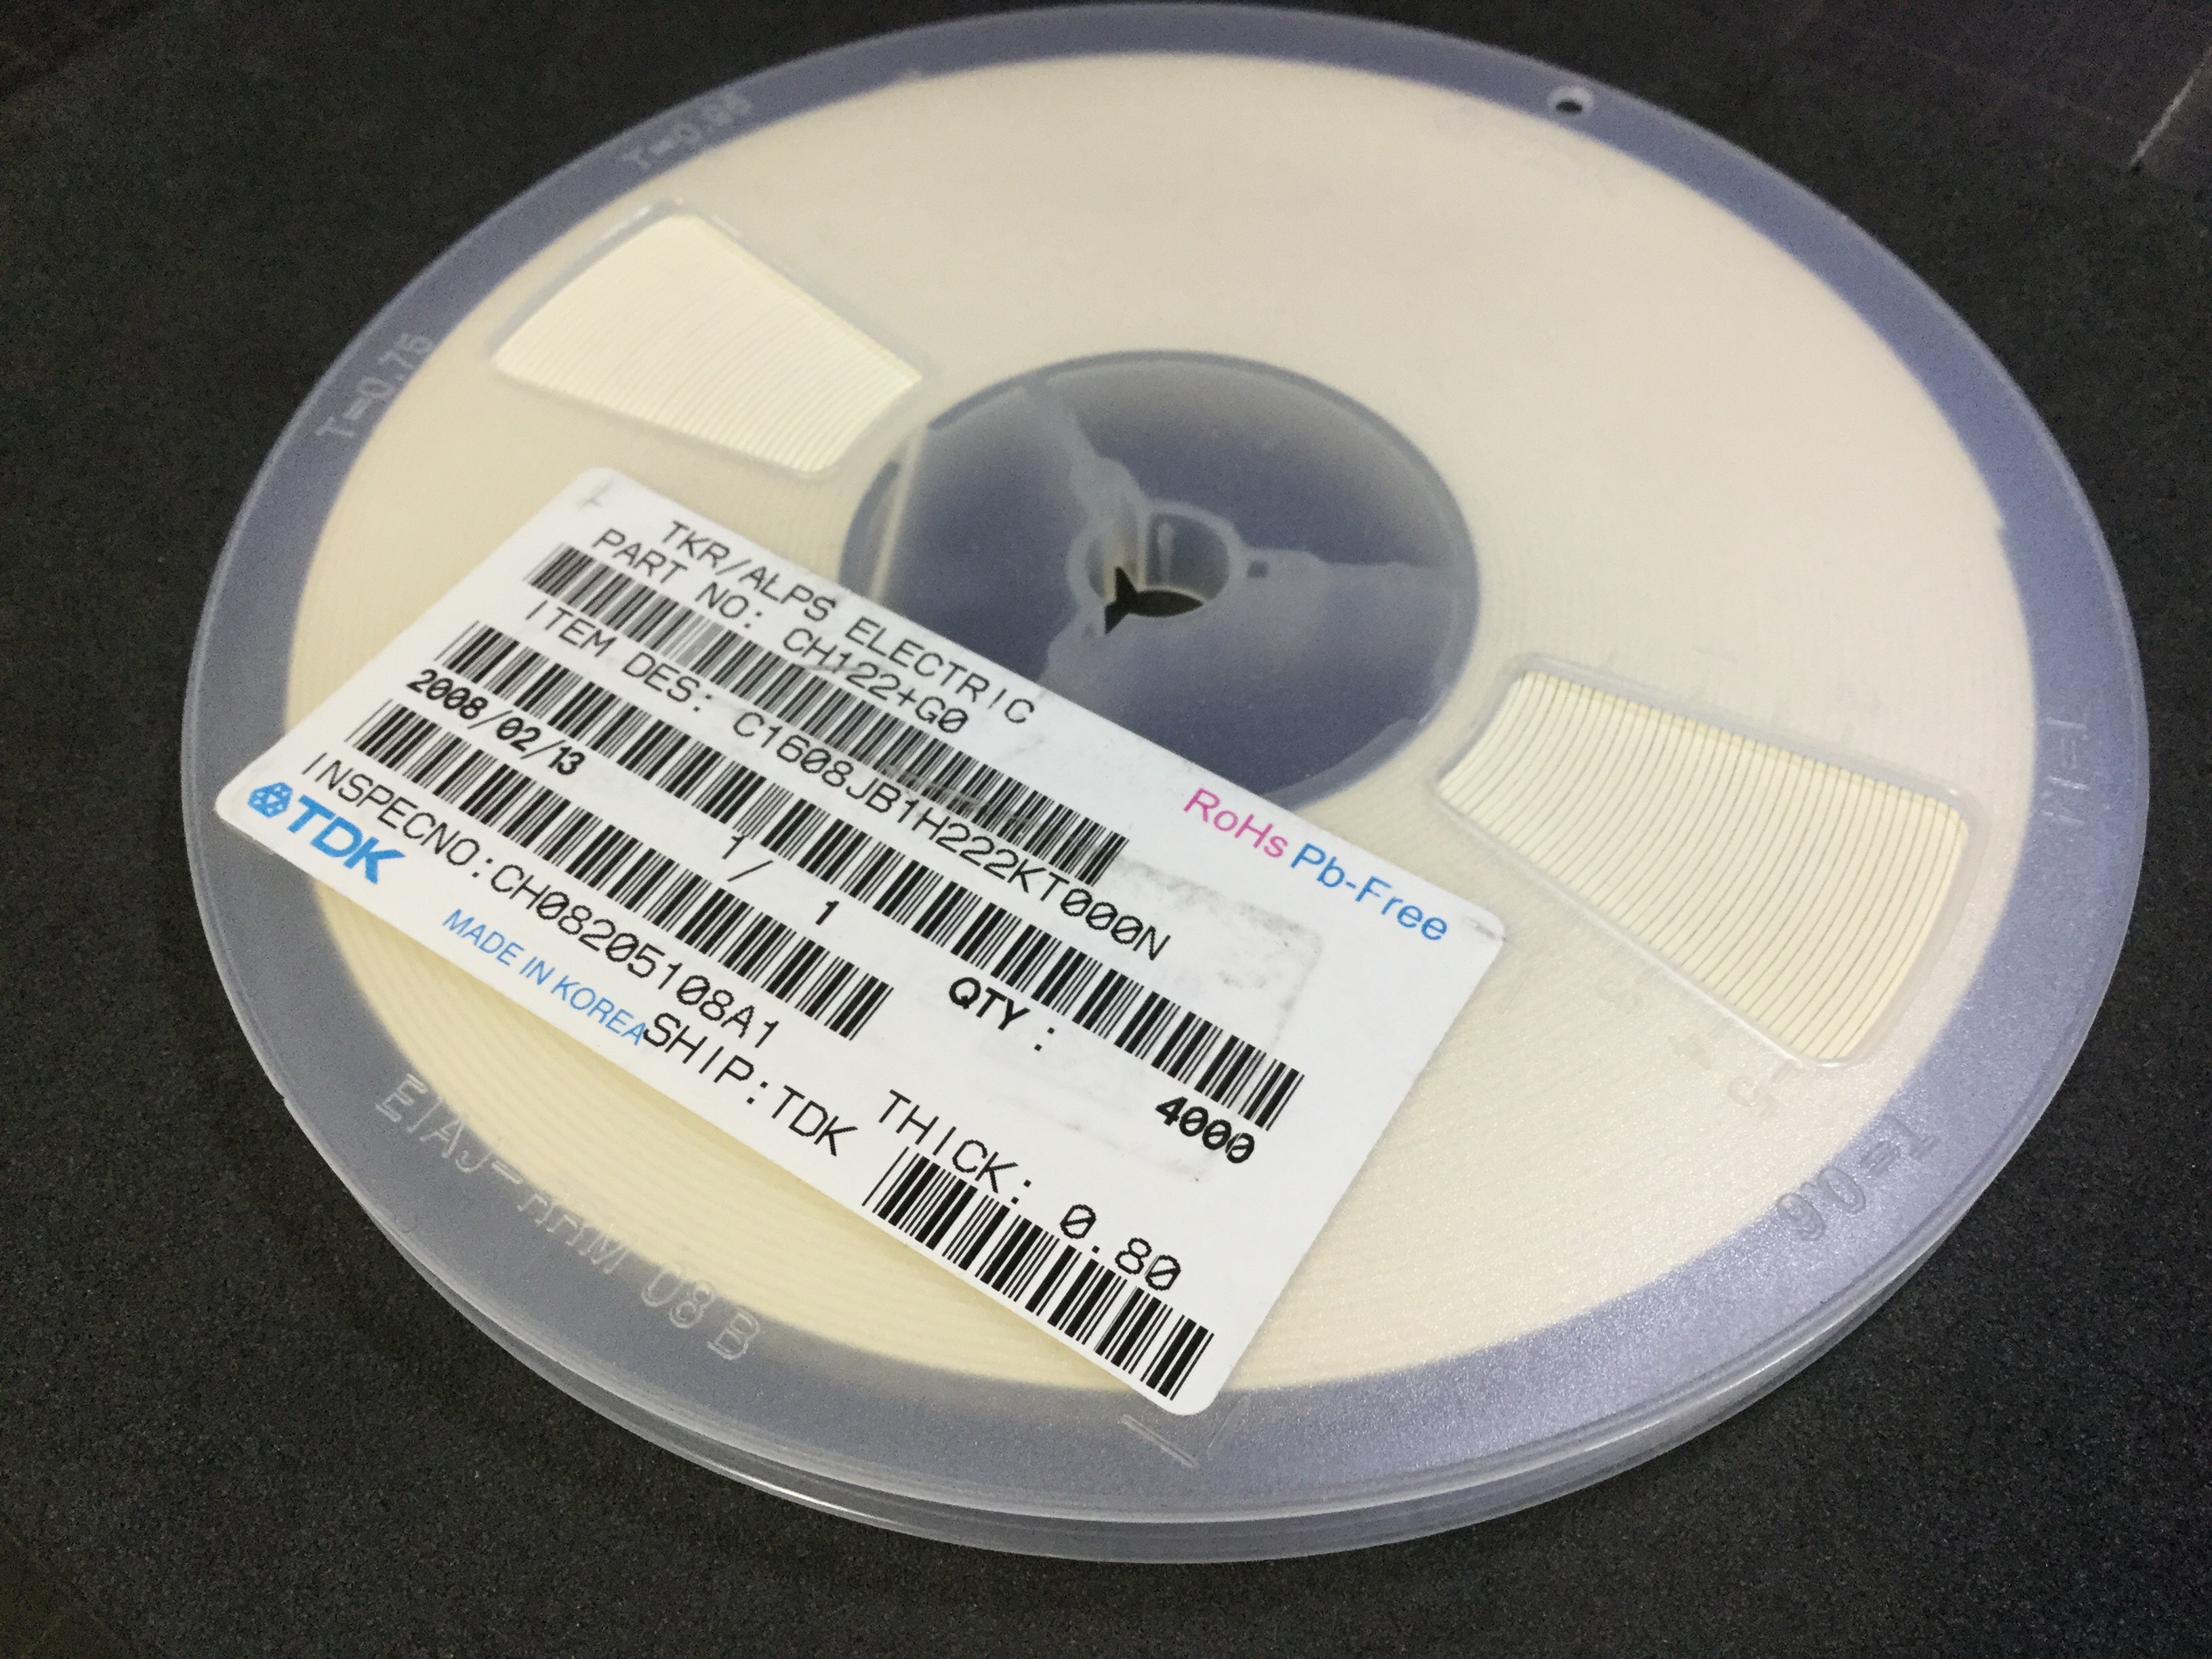 TKR/ALPS ELECTRIC
PART NO: CH122+G0
RoHs Pb-Free
ITEM DES: C1608JB1H222KT000N
2008/02/13 1/ 1 QTY : 4000
INSPECNO:CH08205108A1 THICK: 0.80
TDK MADE IN KOREA SHIP:TDK
T=0.75
EIAJ-RRM 08 B
T=0.6
T=1